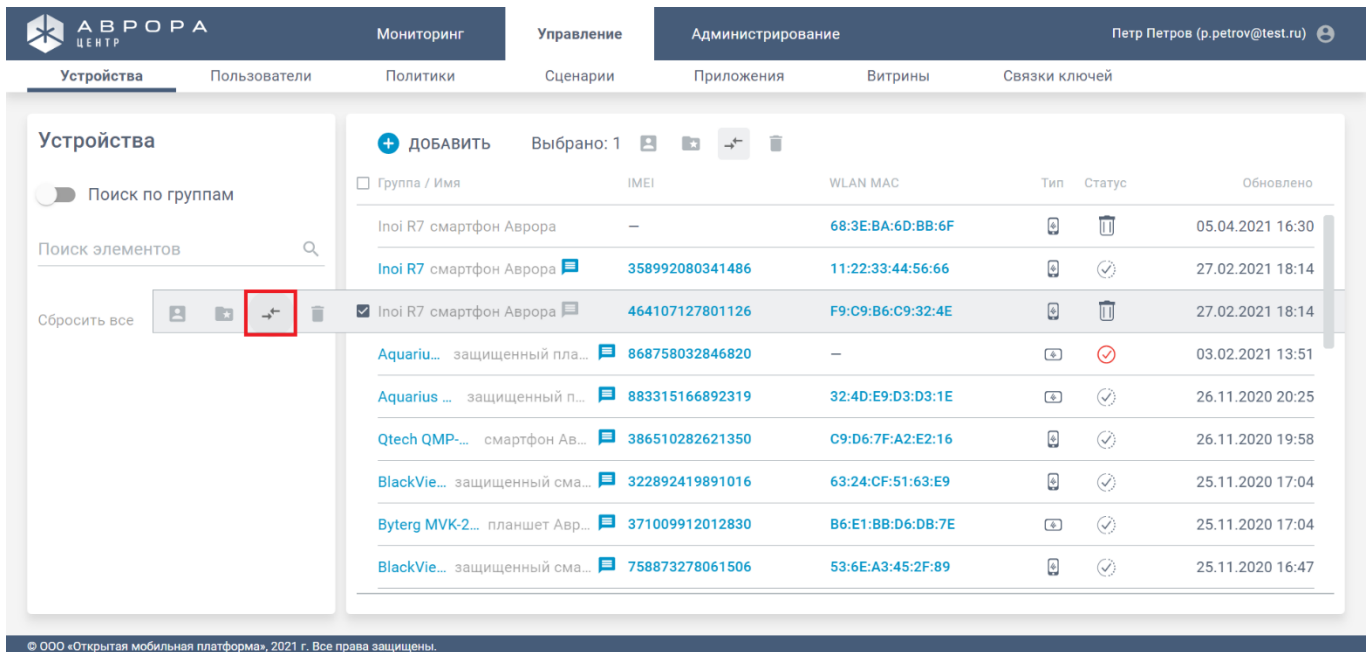 АВРОРА
ЦЕНТР
Мониторинг Управление Администрирование Петр Петров (p.petrov@test.ru)
Устройства Пользователи Политики Сценарии Приложения Витрины Связки ключей
Устройства
Поиск по группам
Поиск элементов
Сбросить все
ДОБАВИТЬ Выбрано: 1
Группа / Имя IMEI WLAN MAC Тип Статус Обновлено
Inoi R7 смартфон Аврора — 68:3E:BA:6D:BB:6F 05.04.2021 16:30
Inoi R7 смартфон Аврора 358992080341486 11:22:33:44:56:66 27.02.2021 18:14
Inoi R7 смартфон Аврора 464107127801126 F9:C9:B6:C9:32:4E 27.02.2021 18:14
Aquariu... защищенный пла... 868758032846820 — 03.02.2021 13:51
Aquarius ... защищенный п... 883315166892319 32:4D:E9:D3:D3:1E 26.11.2020 20:25
Qtech QMP-... смартфон Ав... 386510282621350 C9:D6:7F:A2:E2:16 26.11.2020 19:58
BlackVie... защищенный сма... 322892419891016 63:24:CF:51:63:E9 25.11.2020 17:04
Byterg MVK-2... планшет Авр... 371009912012830 B6:E1:BB:D6:DB:7E 25.11.2020 17:04
BlackVie... защищенный сма... 758873278061506 53:6E:A3:45:2F:89 25.11.2020 16:47
© ООО «Открытая мобильная платформа», 2021 г. Все права защищены.